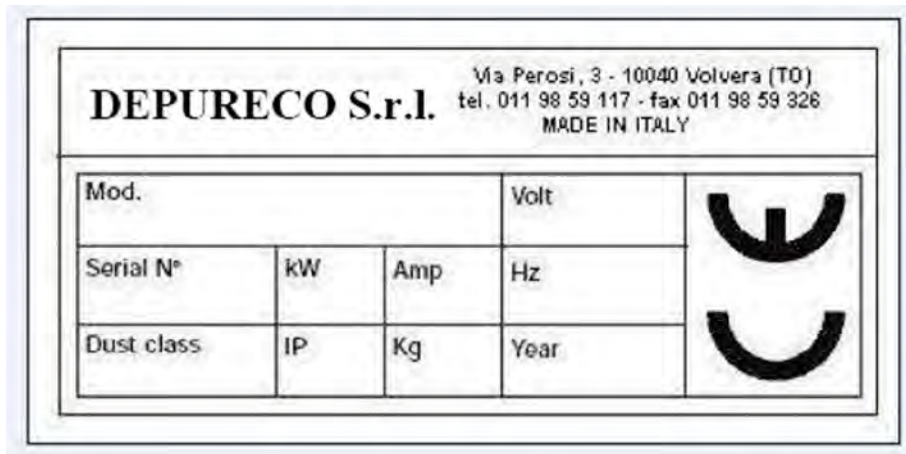 DEPURECO S.r.l.
Via Perosi, 3 - 10040 Volvera (TO)
tel. 011 98 59 117 - fax 011 98 59 326
MADE IN ITALY
Mod.
Volt
CE
Serial N°
kW
Amp
Hz
Dust class
IP
Kg
Year